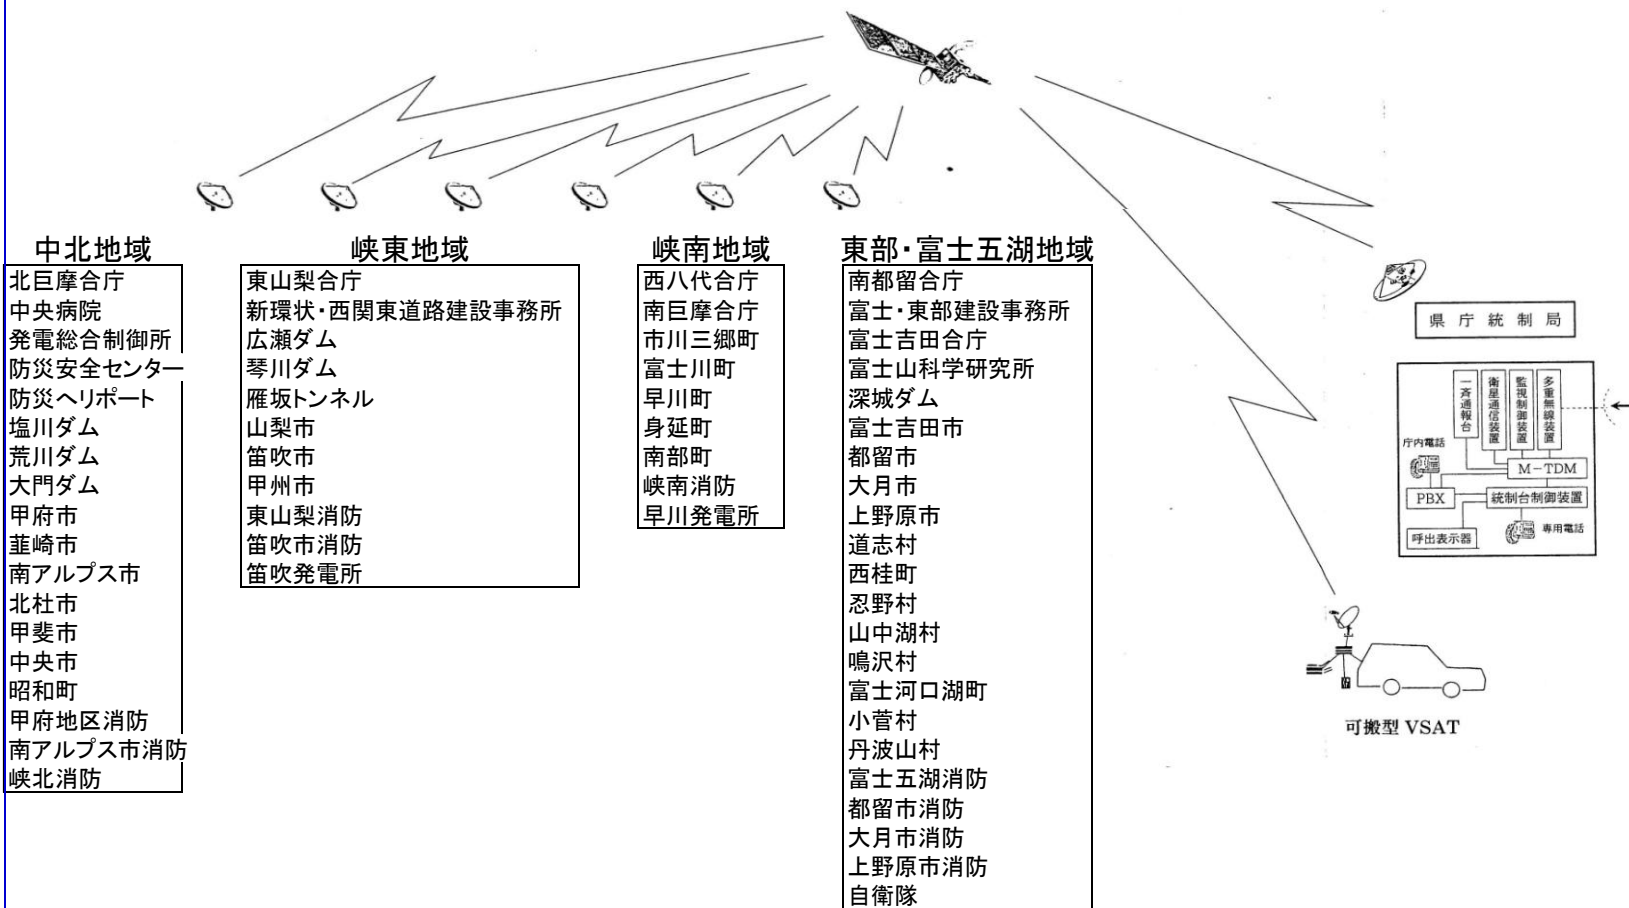 中北地域
北巨摩合庁
中央病院
発電総合制御所
防災安全センター
防災ヘリポート
塩川ダム
荒川ダム
大門ダム
甲府市
韮崎市
南アルプス市
北杜市
甲斐市
中央市
昭和町
甲府地区消防
南アルプス市消防
峡北消防
峡東地域
東山梨合庁
新環状・西関東道路建設事務所
広瀬ダム
琴川ダム
雁坂トンネル
山梨市
笛吹市
甲州市
東山梨消防
笛吹市消防
笛吹発電所
峡南地域
西八代合庁
南巨摩合庁
市川三郷町
富士川町
早川町
身延町
南部町
峡南消防
早川発電所
東部・富士五湖地域
南都留合庁
富士・東部建設事務所
富士吉田合庁
富士山科学研究所
深城ダム
富士吉田市
都留市
大月市
上野原市
道志村
西桂町
忍野村
山中湖村
鳴沢村
富士河口湖町
小菅村
丹波山村
富士五湖消防
都留市消防
大月市消防
上野原市消防
自衛隊
県庁統制局
一斉通報台
衛星通信装置
監視制御装置
多重無線装置
庁内電話
M-TDM
PBX
統制台制御装置
呼出表示器
専用電話
可搬型 VSAT